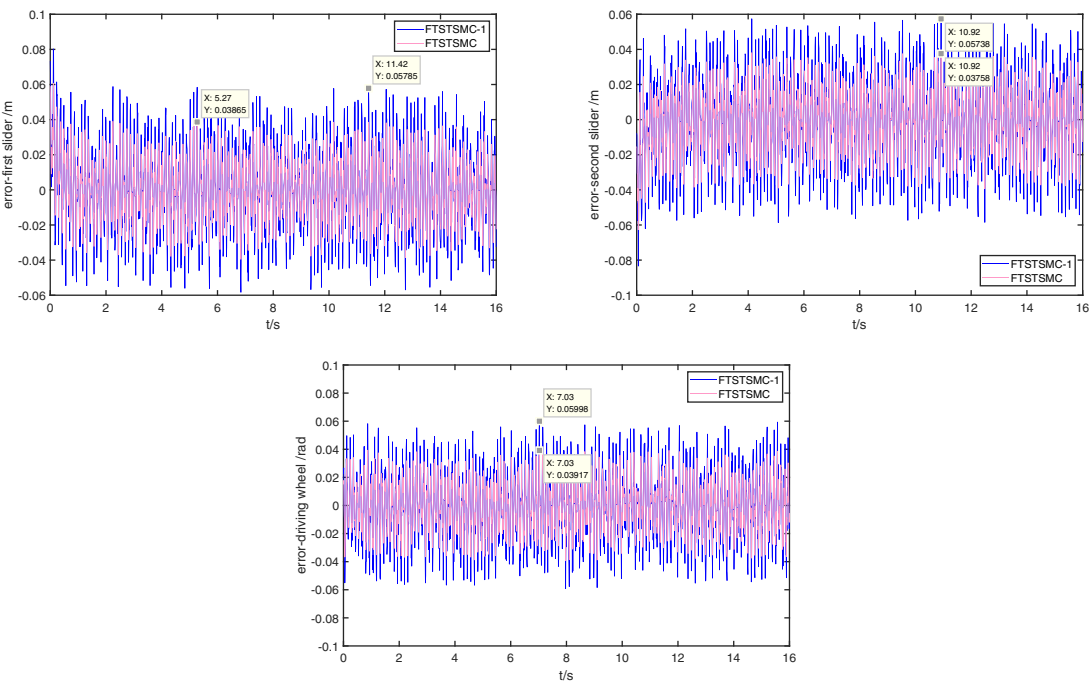 0.1
0.08
0.06
0.04
0.02
0
-0.02
-0.04
-0.06
error-first slider /m
FTSTSMC-1
FTSTSMC
X: 11.42
Y: 0.05785
X: 5.27
Y: 0.03865
0 2 4 6 8 10 12 14 16
t/s
0.06
0.04
0.02
0
-0.02
-0.04
-0.06
-0.08
-0.1
error-second slider /m
X: 10.92
Y: 0.05738
X: 10.92
Y: 0.03758
FTSTSMC-1
FTSTSMC
0 2 4 6 8 10 12 14 16
t/s
0.1
0.08
0.06
0.04
0.02
0
-0.02
-0.04
-0.06
-0.08
-0.1
error-driving wheel /rad
FTSTSMC-1
FTSTSMC
X: 7.03
Y: 0.05998
X: 7.03
Y: 0.03917
0 2 4 6 8 10 12 14 16
t/s